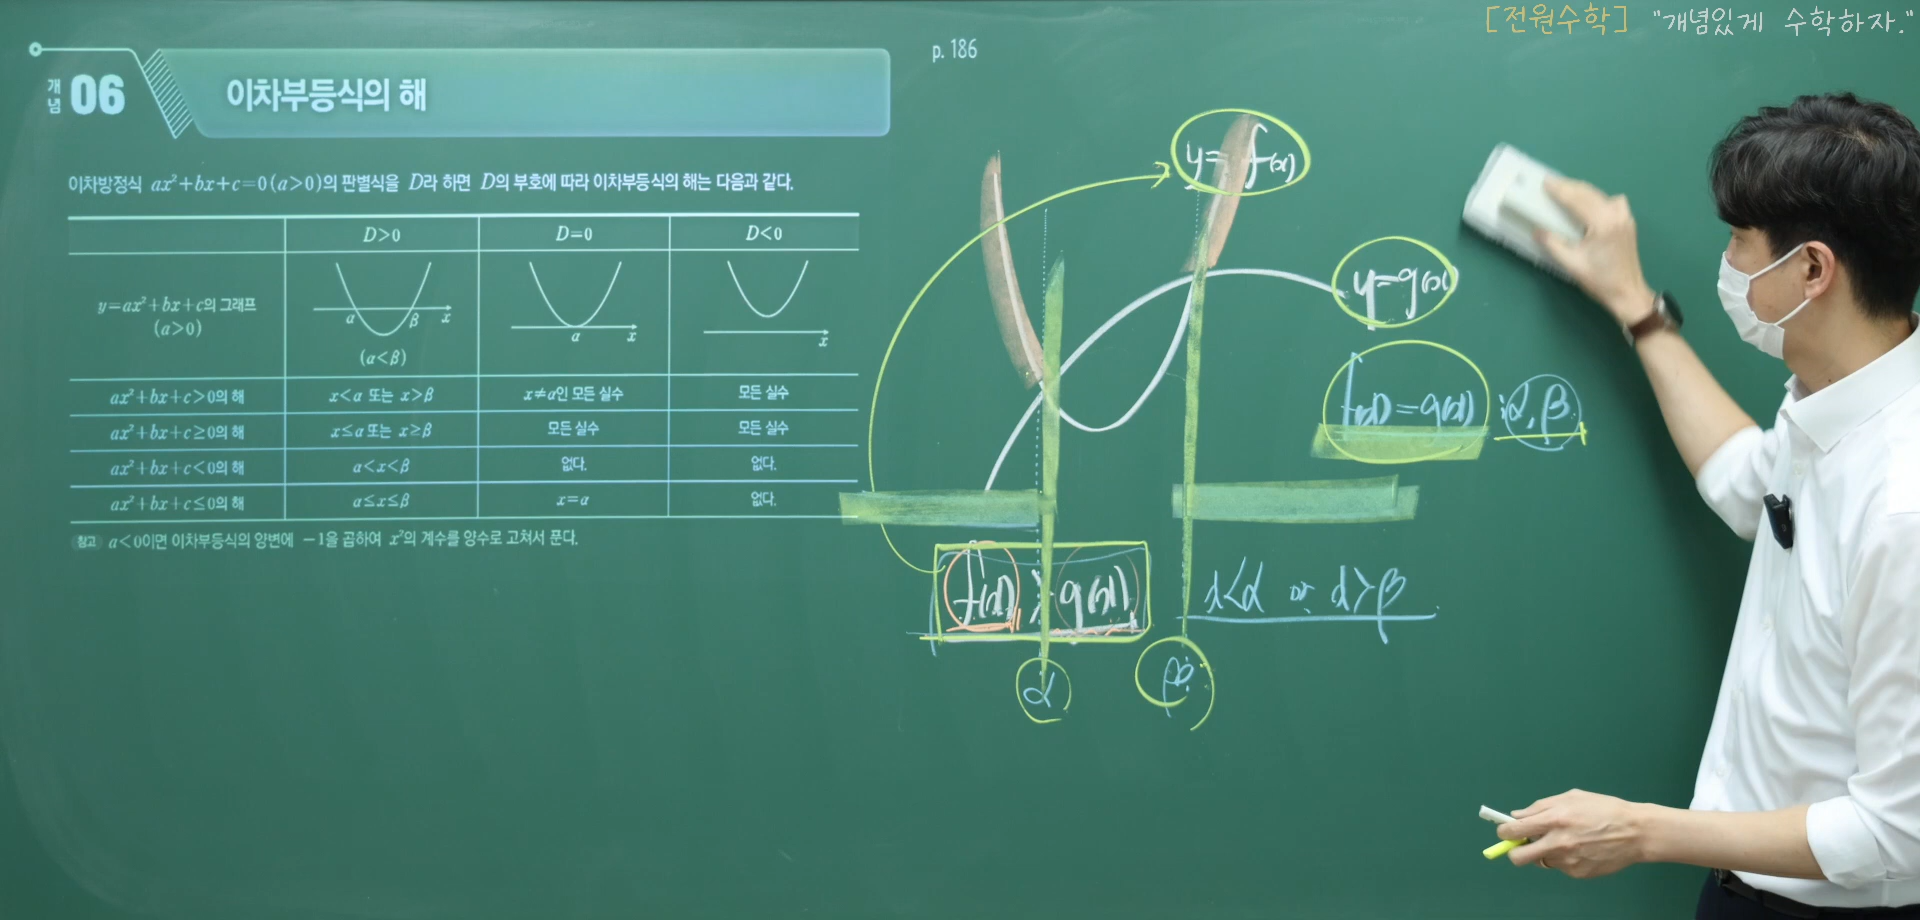 [전원수학] "개념있게 수학하자."
p. 186
개념 06 이차부등식의 해
이차방정식 ax²+bx+c=0(a>0)의 판별식을 D라 하면 D의 부호에 따라 이차부등식의 해는 다음과 같다.
D>0 D=0 D<0
y=ax²+bx+c의 그래프
(a>0)
α β x
(α<β)
α x
x
ax²+bx+c>0의 해 x<α 또는 x>β x≠α인 모든 실수 모든 실수
ax²+bx+c≥0의 해 x≤α 또는 x≥β 모든 실수 모든 실수
ax²+bx+c<0의 해 α<x<β 없다. 없다.
ax²+bx+c≤0의 해 α≤x≤β x=α 없다.
참고 a<0이면 이차부등식의 양변에 -1을 곱하여 x²의 계수를 양수로 고쳐서 푼다.
y=f(x)
y=g(x)
f(x)=g(x) : α, β
f(x)>g(x)
x<α or x>β
α
β